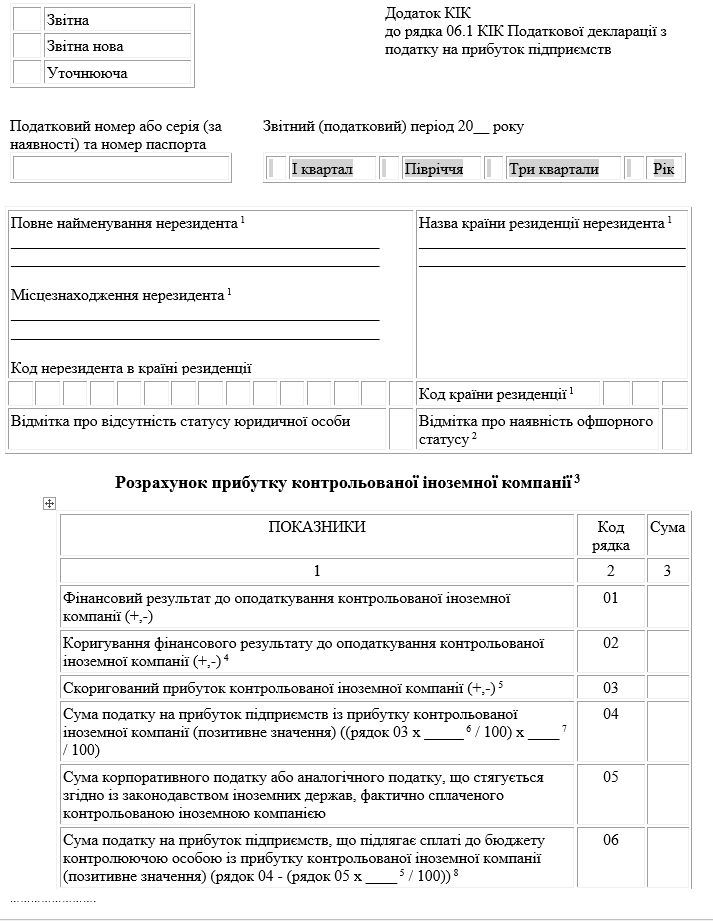 Звітна
Звітна нова
Уточнююча
Додаток КІК
до рядка 06.1 КІК Податкової декларації з
податку на прибуток підприємств
Податковий номер або серія (за
наявності) та номер паспорта
Звітний (податковий) період 20__ року
І квартал Півріччя Три квартали Рік
Повне найменування нерезидента 1
Назва країни резиденції нерезидента 1
Місцезнаходження нерезидента 1
Код нерезидента в країні резиденції
Код країни резиденції 1
Відмітка про відсутність статусу юридичної особи
Відмітка про наявність офшорного
статусу 2
Розрахунок прибутку контрольованої іноземної компанії 3
ПОКАЗНИКИ
Код
рядка
Сума
1 2 3
Фінансовий результат до оподаткування контрольованої іноземної
компанії (+,-)
01
Коригування фінансового результату до оподаткування контрольованої
іноземної компанії (+,-) 4
02
Скоригований прибуток контрольованої іноземної компанії (+,-) 5
03
Сума податку на прибуток підприємств із прибутку контрольованої
іноземної компанії (позитивне значення) ((рядок 03 х _____ 6 / 100) х ____ 7
/ 100)
04
Сума корпоративного податку або аналогічного податку, що стягується
згідно із законодавством іноземних держав, фактично сплаченого
контрольованою іноземною компанією
05
Сума податку на прибуток підприємств, що підлягає сплаті до бюджету
контролюючою особою із прибутку контрольованої іноземної компанії
(позитивне значення) (рядок 04 - (рядок 05 х ____ 5 / 100)) 8
06
........................